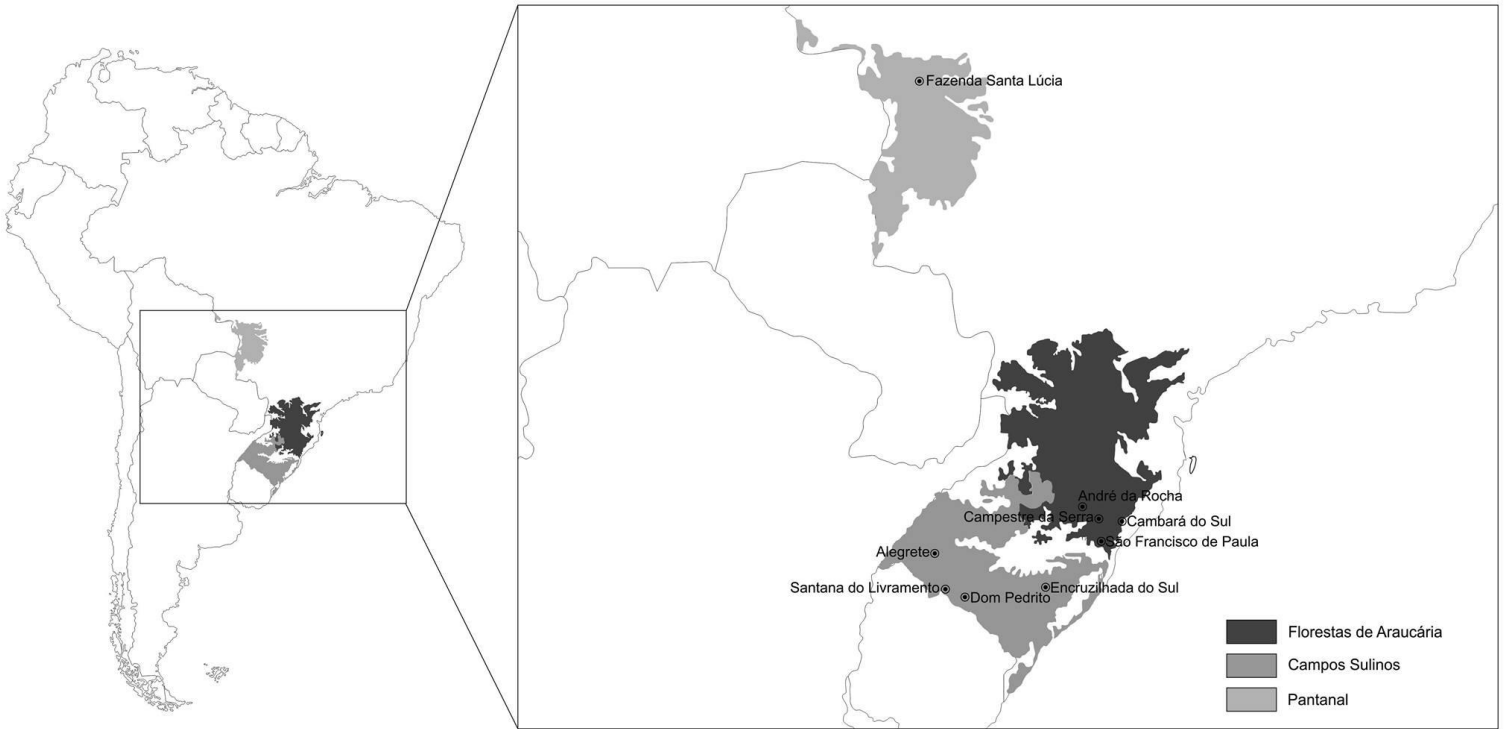 Fazenda Santa Lúcia
André da Rocha
Campestre da Serra
Cambará do Sul
São Francisco de Paula
Alegrete
Santana do Livramento
Dom Pedrito
Encruzilhada do Sul
Florestas de Araucária
Campos Sulinos
Pantanal